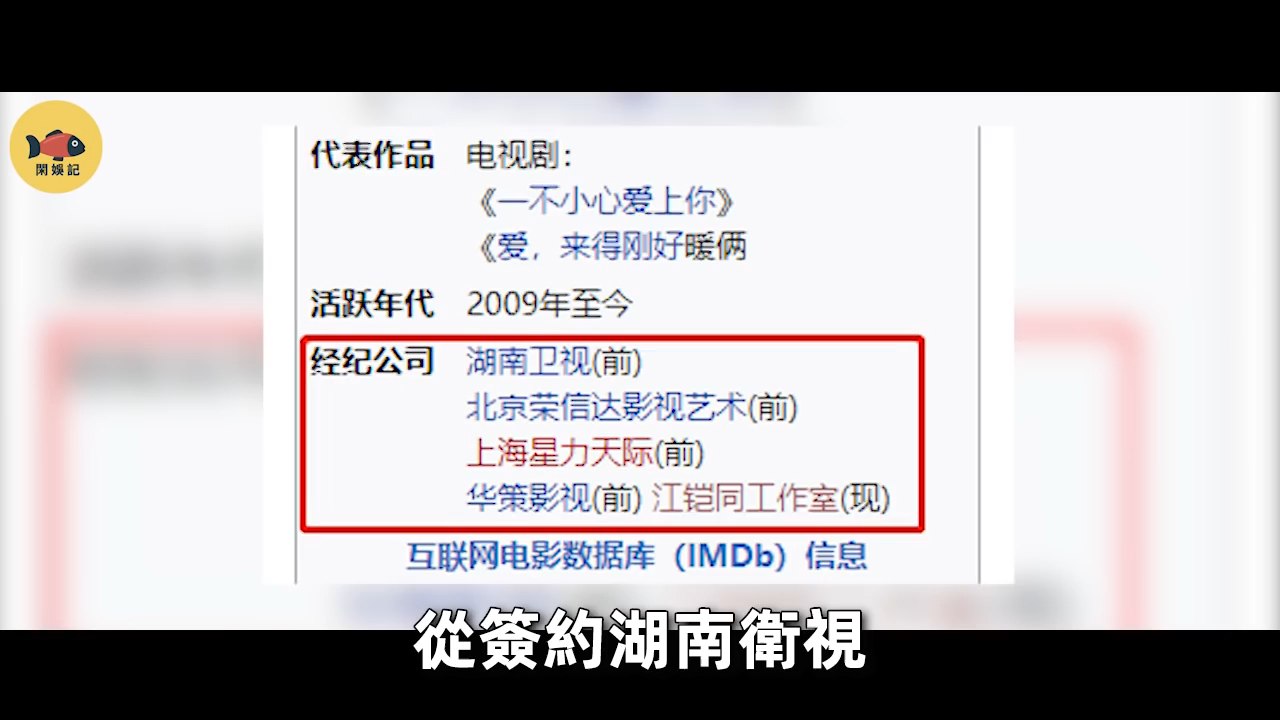 閑娛記
代表作品 电视剧：
《一不小心爱上你》
《爱，来得刚好暖俩
活跃年代 2009年至今
经纪公司 湖南卫视(前)
北京荣信达影视艺术(前)
上海星力天际(前)
华策影视(前) 江铠同工作室(现)
互联网电影数据库（IMDb）信息
從簽約湖南衛視